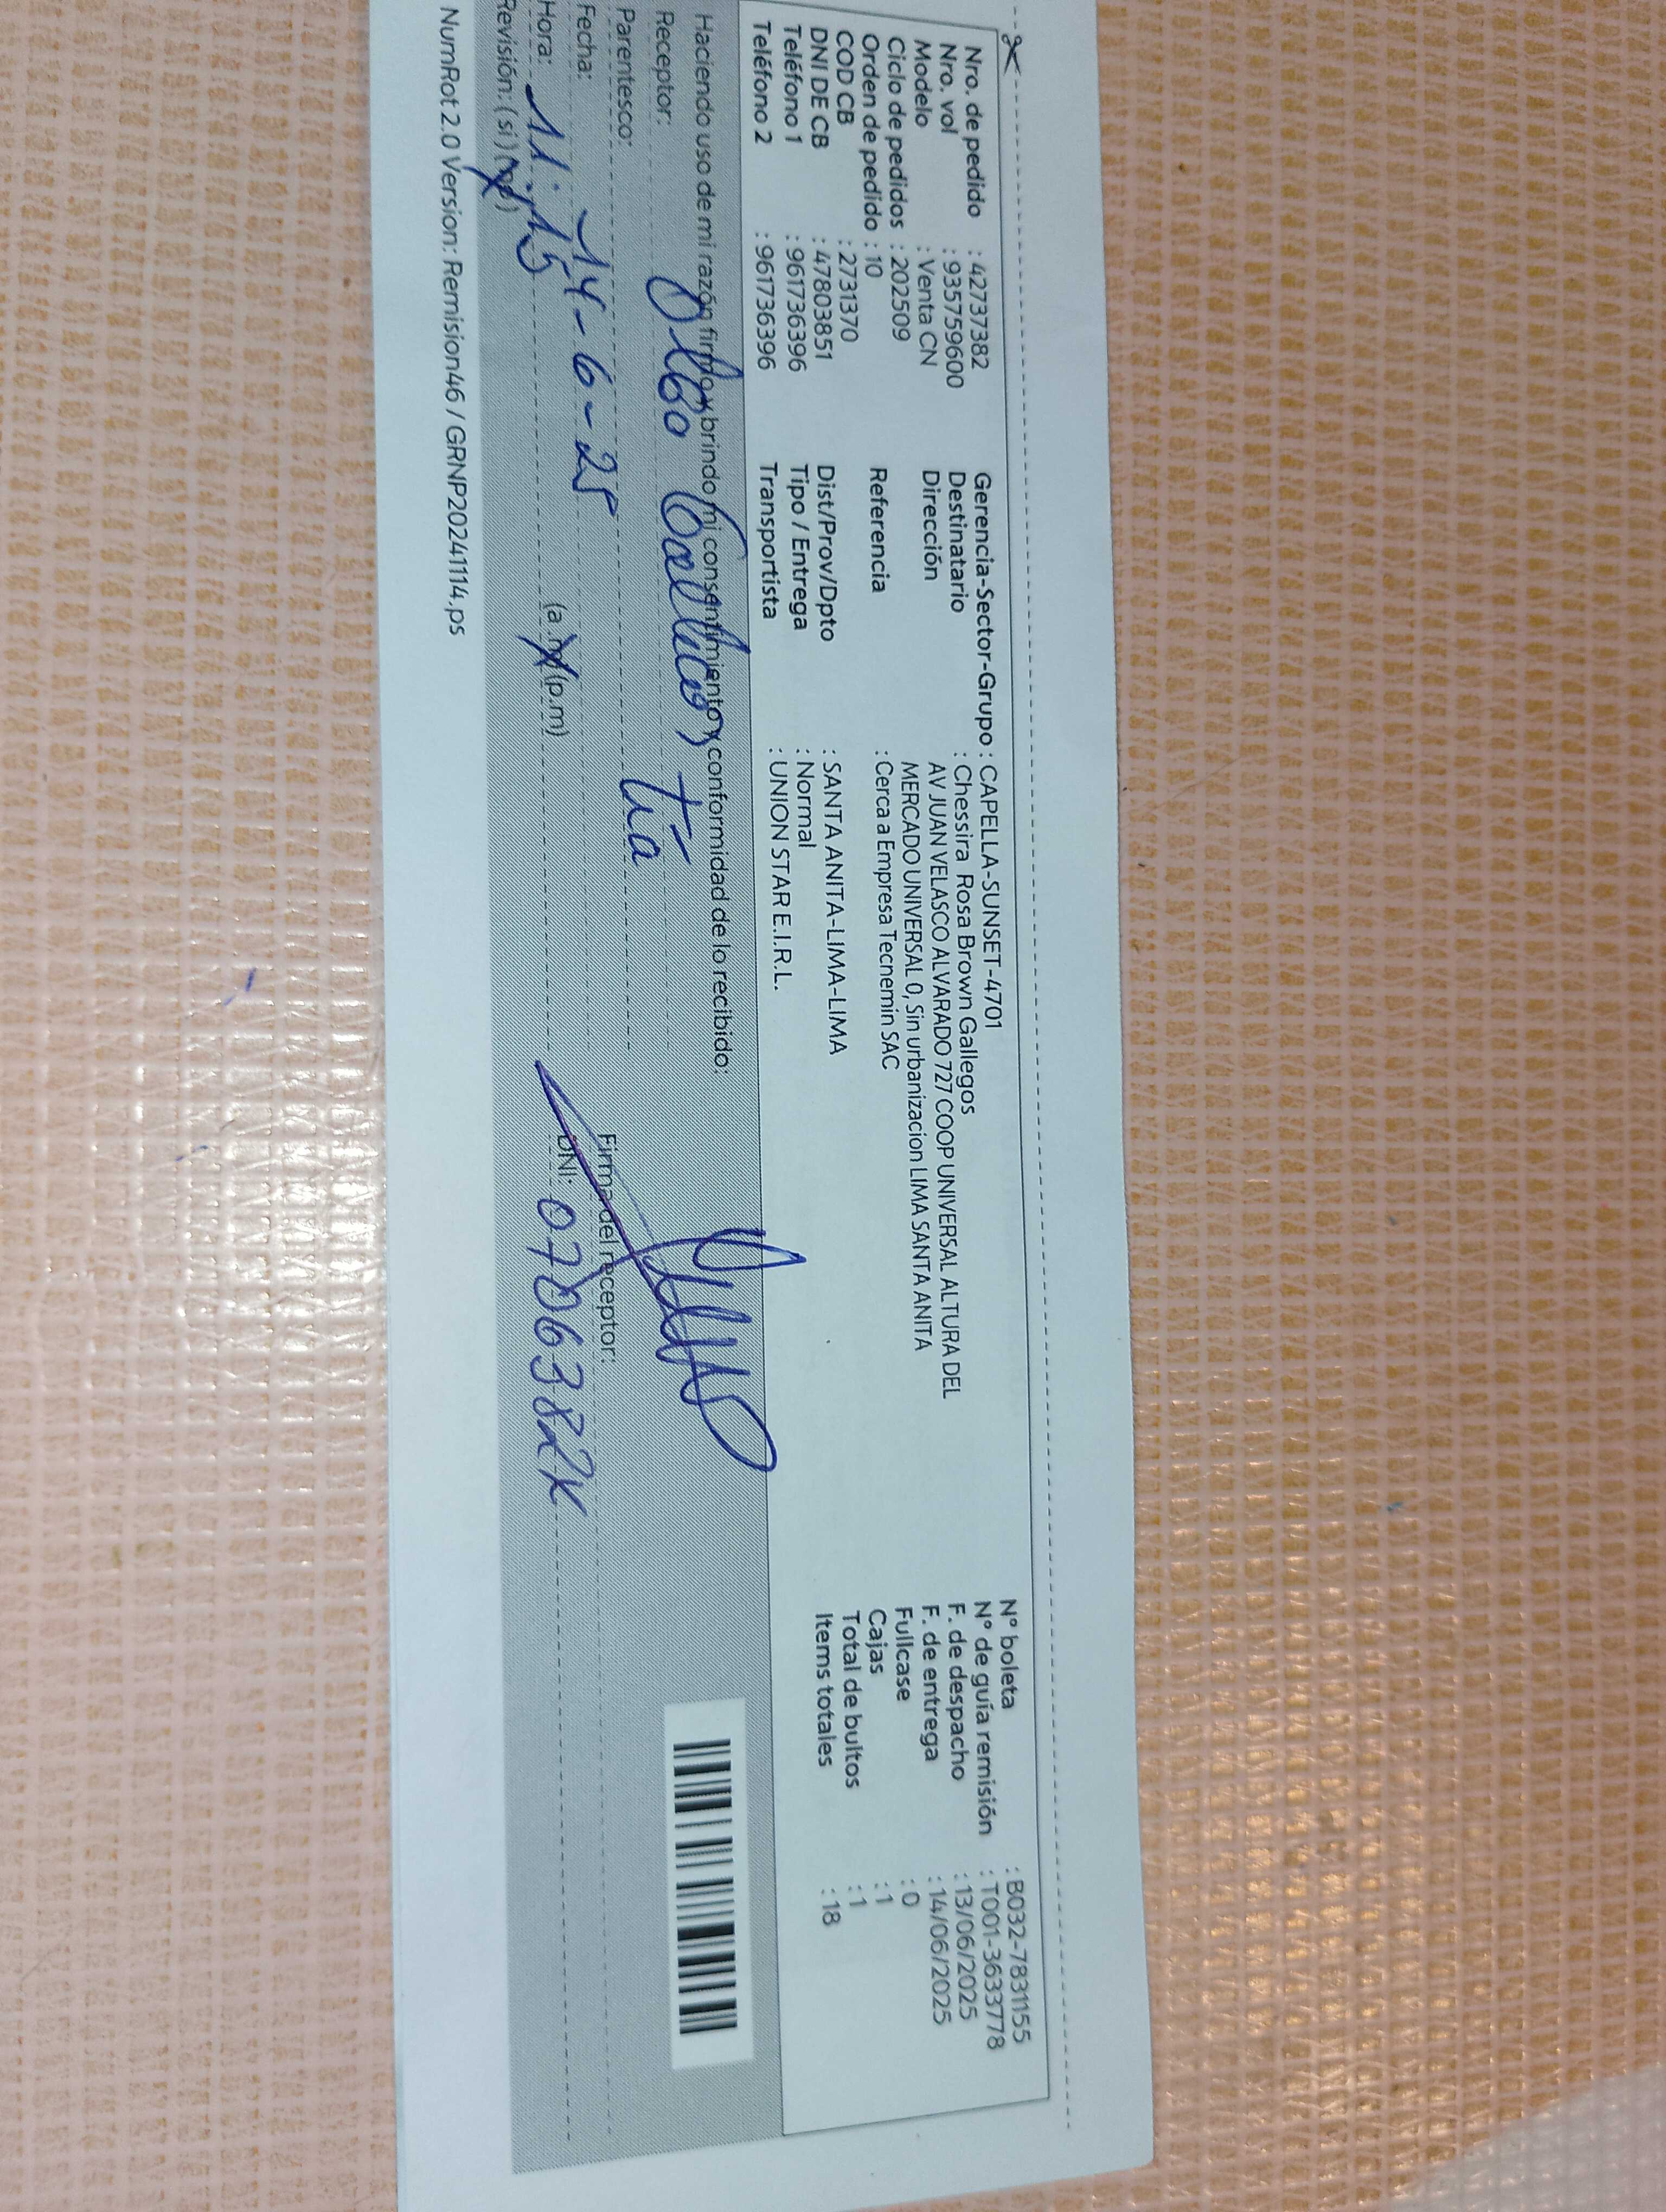 Nro. de pedido : 42737382
Nro. vol : 9357759600
Modelo : Venta CN
Ciclo de pedidos : 202509
Orden de pedido : 10
COD CB : 2731370
DNI DE CB : 47803851
Teléfono 1 : 961736396
Teléfono 2 : 961736396
Gerencia-Sector-Grupo : CAPELLA-SUNSET-4701
Destinatario : Chessira Rosa Brown Gallegos
Dirección AV JUAN VELASCO ALVARADO 727 COOP UNIVERSAL ALTURA DEL
MERCADO UNIVERSAL 0, Sin urbanizacion LIMA SANTA ANITA
Referencia : Cerca a Empresa Tecnemin SAC
Dist/Prov/Dpto : SANTA ANITA-LIMA-LIMA
Tipo / Entrega : Normal
Transportista : UNION STAR E.I.R.L.
N° boleta : B032-7831155
N° de guía remisión : T001-3633778
F. de despacho : 13/06/2025
F. de entrega : 14/06/2025
Fullcase : 0
Cajas : 1
Total de bultos : 1
Items totales : 18
Haciendo uso de mi razón firmo y brindo mi consentimiento y conformidad de lo recibido:
Receptor:
Parentesco: tía
Fecha: 14-6-25
Hora: 11:15 (a.m) (p.m)
Revisión: (si) (no)
Firma del receptor:
DNI:
NumRot 2.0 Version: Remision46 / GRNP20241114.ps